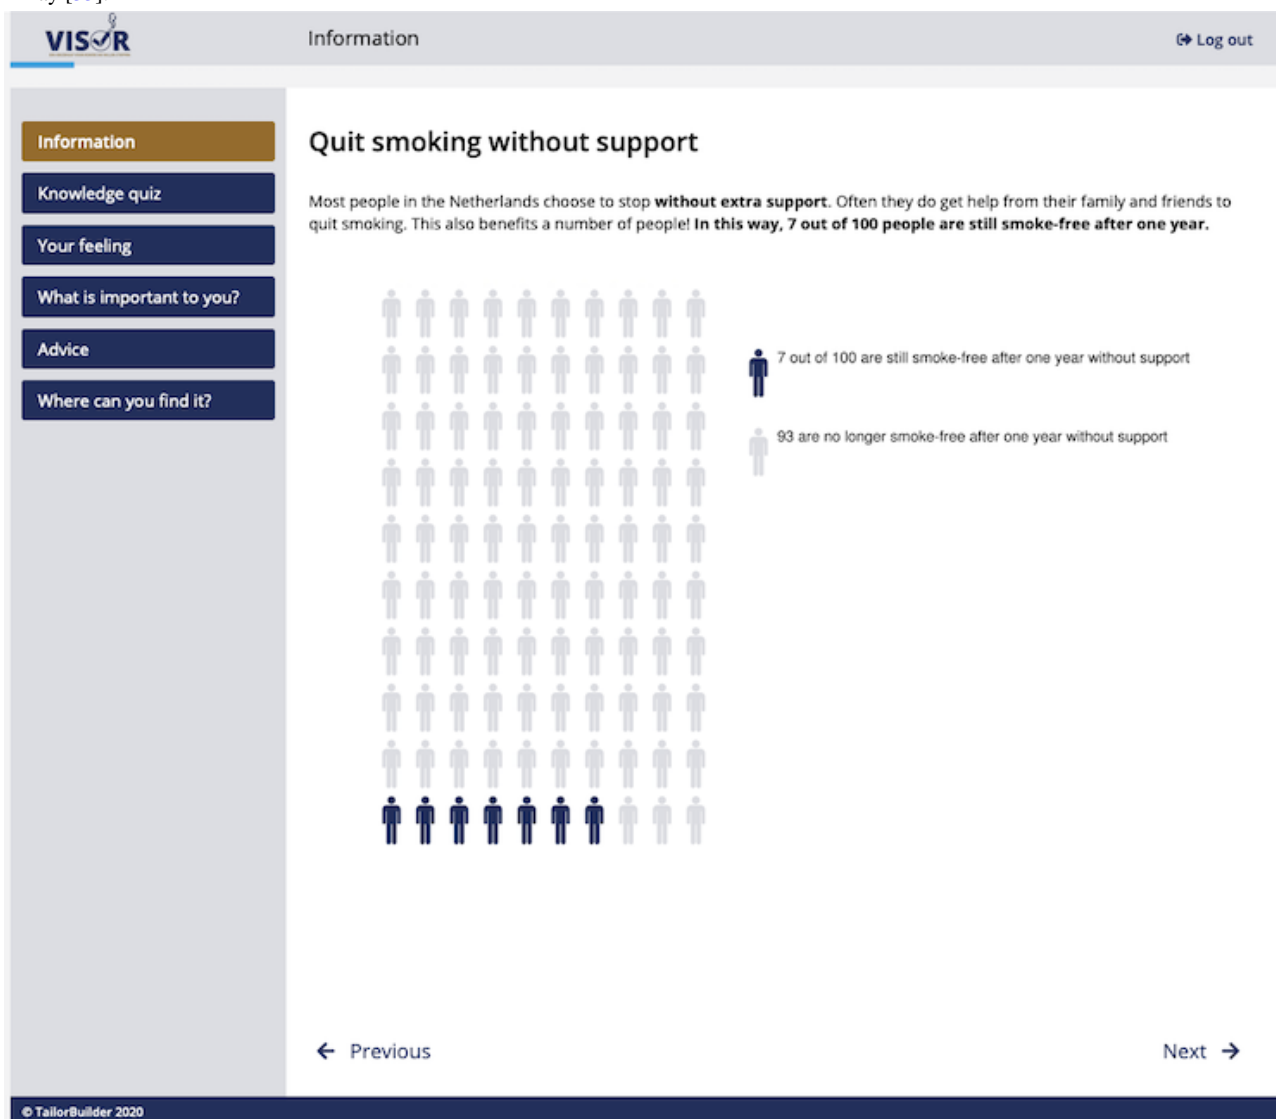 VISOR
Information
Log out
Information
Knowledge quiz
Your feeling
What is important to you?
Advice
Where can you find it?
Quit smoking without support
Most people in the Netherlands choose to stop without extra support. Often they do get help from their family and friends to
quit smoking. This also benefits a number of people! In this way, 7 out of 100 people are still smoke-free after one year.
7 out of 100 are still smoke-free after one year without support
93 are no longer smoke-free after one year without support
Previous
Next
© TailorBuilder 2020